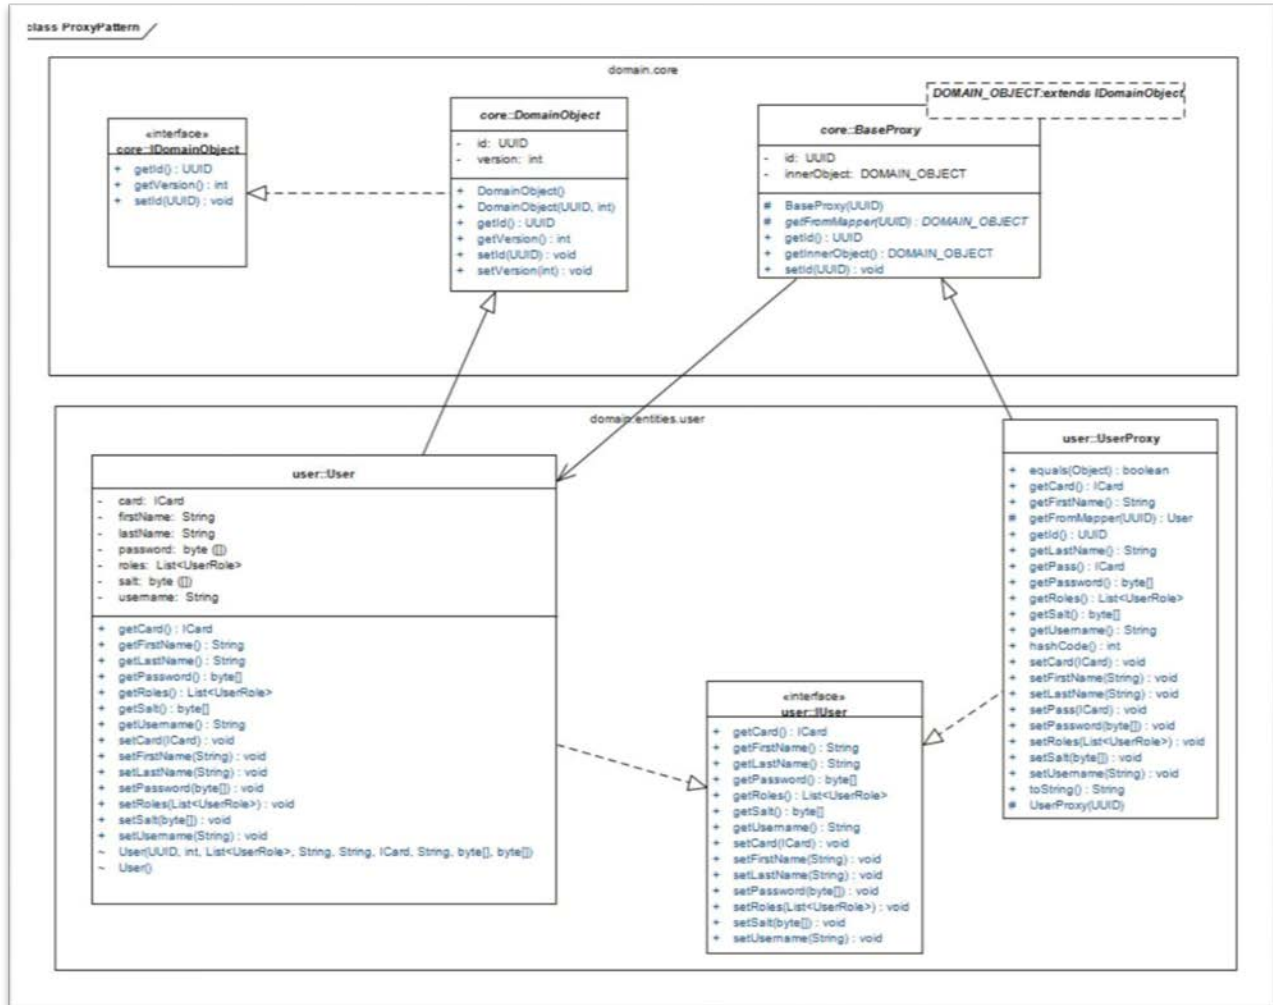 class ProxyPattern
domain.core
«interface»
core::IDomainObject
+ getId() : UUID
+ getVersion() : int
+ setId(UUID) : void
core::DomainObject
- id: UUID
- version: int
+ DomainObject()
+ DomainObject(UUID, int)
+ getId() : UUID
+ getVersion() : int
+ setId(UUID) : void
+ setVersion(int) : void
DOMAIN_OBJECT:extends IDomainObject
core::BaseProxy
- id: UUID
- innerObject: DOMAIN_OBJECT
# BaseProxy(UUID)
# getFromMapper(UUID) : DOMAIN_OBJECT
+ getId() : UUID
+ getInnerObject() : DOMAIN_OBJECT
+ setId(UUID) : void
domain.entities.user
user::User
- card: ICard
- firstName: String
- lastName: String
- password: byte ([])
- roles: List<UserRole>
- salt: byte ([])
- username: String
+ getCard() : ICard
+ getFirstName() : String
+ getLastName() : String
+ getPassword() : byte[]
+ getRoles() : List<UserRole>
+ getSalt() : byte[]
+ getUsername() : String
+ setCard(ICard) : void
+ setFirstName(String) : void
+ setLastName(String) : void
+ setPassword(byte[]) : void
+ setRoles(List<UserRole>) : void
+ setSalt(byte[]) : void
+ setUsername(String) : void
~ User(UUID, int, List<UserRole>, String, String, ICard, String, byte[], byte[])
~ User()
«interface»
user::IUser
+ getCard() : ICard
+ getFirstName() : String
+ getLastName() : String
+ getPassword() : byte[]
+ getRoles() : List<UserRole>
+ getSalt() : byte[]
+ getUsername() : String
+ setCard(ICard) : void
+ setFirstName(String) : void
+ setLastName(String) : void
+ setPassword(byte[]) : void
+ setRoles(List<UserRole>) : void
+ setSalt(byte[]) : void
+ setUsername(String) : void
user::UserProxy
+ equals(Object) : boolean
+ getCard() : ICard
+ getFirstName() : String
# getFromMapper(UUID) : User
+ getId() : UUID
+ getLastName() : String
+ getPass() : ICard
+ getPassword() : byte[]
+ getRoles() : List<UserRole>
+ getSalt() : byte[]
+ getUsername() : String
+ hashCode() : int
+ setCard(ICard) : void
+ setFirstName(String) : void
+ setLastName(String) : void
+ setPass(ICard) : void
+ setPassword(byte[]) : void
+ setRoles(List<UserRole>) : void
+ setSalt(byte[]) : void
+ setUsername(String) : void
+ toString() : String
# UserProxy(UUID)